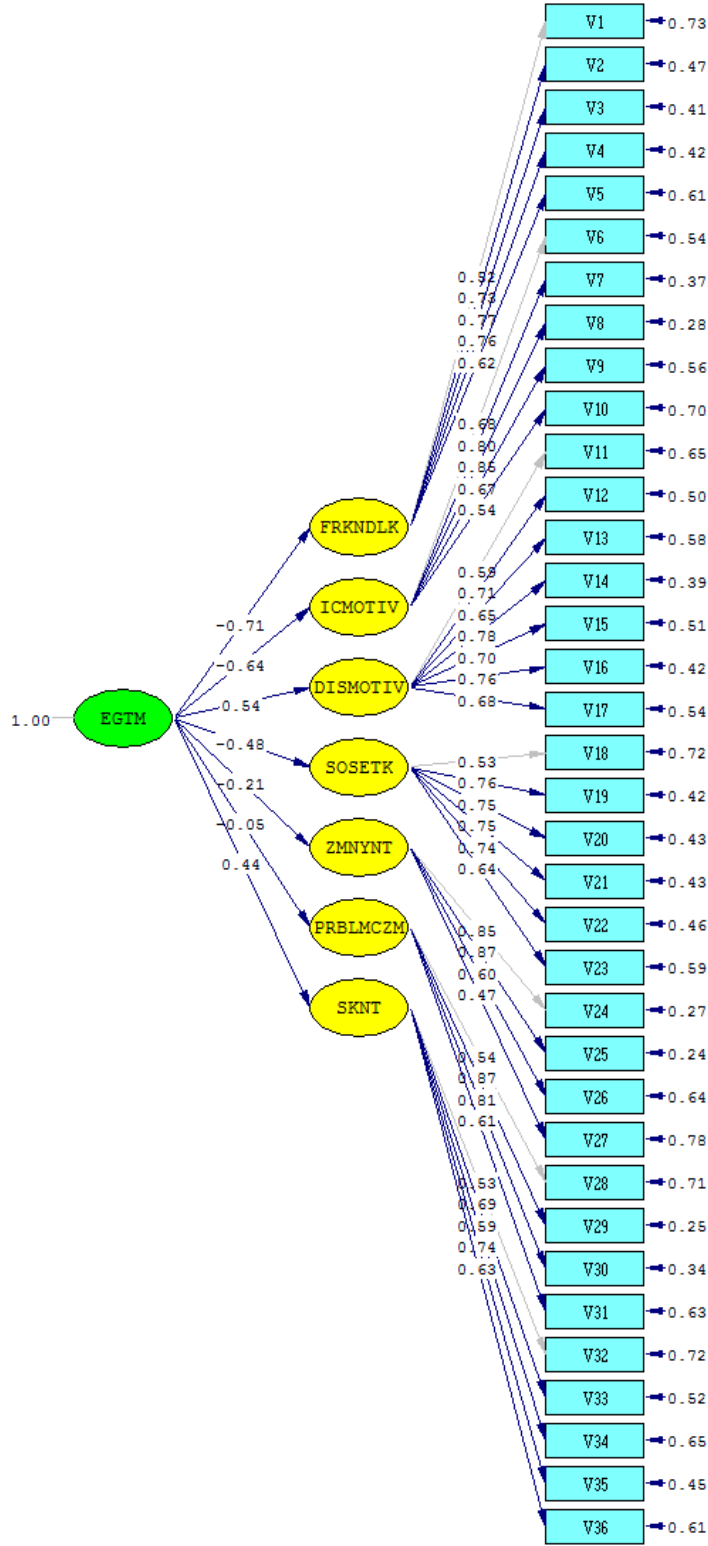 V1 0.73
V2 0.47
V3 0.41
V4 0.42
V5 0.61
V6 0.54
V7 0.37
V8 0.28
V9 0.56
V10 0.70
V11 0.65
V12 0.50
V13 0.58
V14 0.39
V15 0.51
V16 0.42
V17 0.54
V18 0.72
V19 0.42
V20 0.43
V21 0.43
V22 0.46
V23 0.59
V24 0.27
V25 0.24
V26 0.64
V27 0.78
V28 0.71
V29 0.25
V30 0.34
V31 0.63
V32 0.72
V33 0.52
V34 0.65
V35 0.45
V36 0.61
0.52
0.73
0.77
0.76
0.62
0.68
0.80
0.85
0.67
0.54
0.59
0.71
0.65
0.78
0.70
0.76
0.68
0.53
0.76
0.75
0.75
0.74
0.64
0.85
0.87
0.60
0.47
0.54
0.87
0.81
0.61
0.53
0.69
0.59
0.74
0.63
FRKNDLK
ICMOTIV
DISMOTIV
SOSETK
ZMNYNT
PRBLMCZM
SKNT
-0.71
-0.64
0.54
-0.48
-0.21
-0.05
0.44
1.00 EGTM